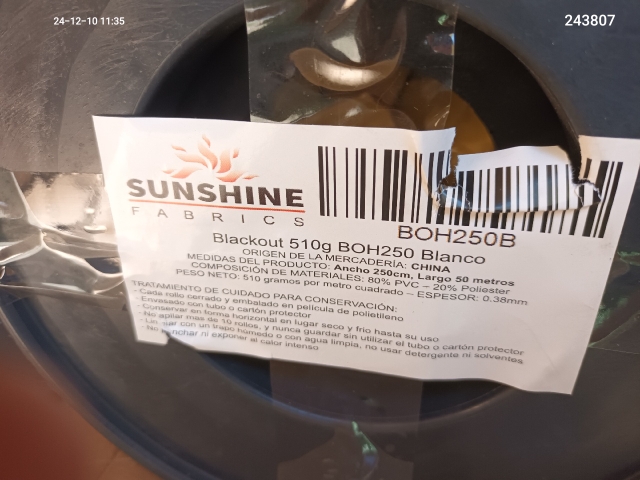 24-12-10 11:35
243807
SUNSHINE
FABRICS
BOH250B
Blackout 510g BOH250 Blanco
ORIGEN DE LA MERCADERÍA: CHINA
MEDIDAS DEL PRODUCTO: Ancho 250cm, Largo 50 metros
COMPOSICIÓN DE MATERIALES: 80% PVC – 20% Poliester
PESO NETO: 510 gramos por metro cuadrado – ESPESOR: 0.38mm
TRATAMIENTO DE CUIDADO PARA CONSERVACIÓN:
- Cada rollo cerrado y embalado en película de polietileno
- Envasado con tubo o cartón protector
- Conservar en forma horizontal en lugar seco y frio hasta su uso
- No apilar mas de 10 rollos, y nunca guardar sin utilizar el tubo o cartón protector
- con un trapo húmedo o con agua limpia, no usar detergente ni solventes
- No ni exponer al calor intenso